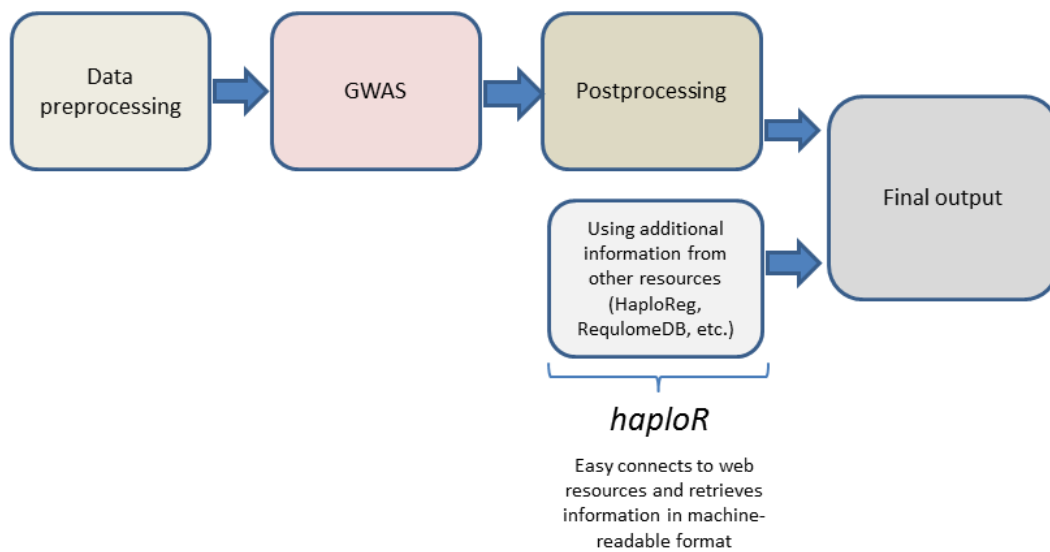 Data
preprocessing
GWAS
Postprocessing
Final output
Using additional
information from
other resources
(HaploReg,
RequlomeDB, etc.)
haploR
Easy connects to web
resources and retrieves
information in machine-
readable format